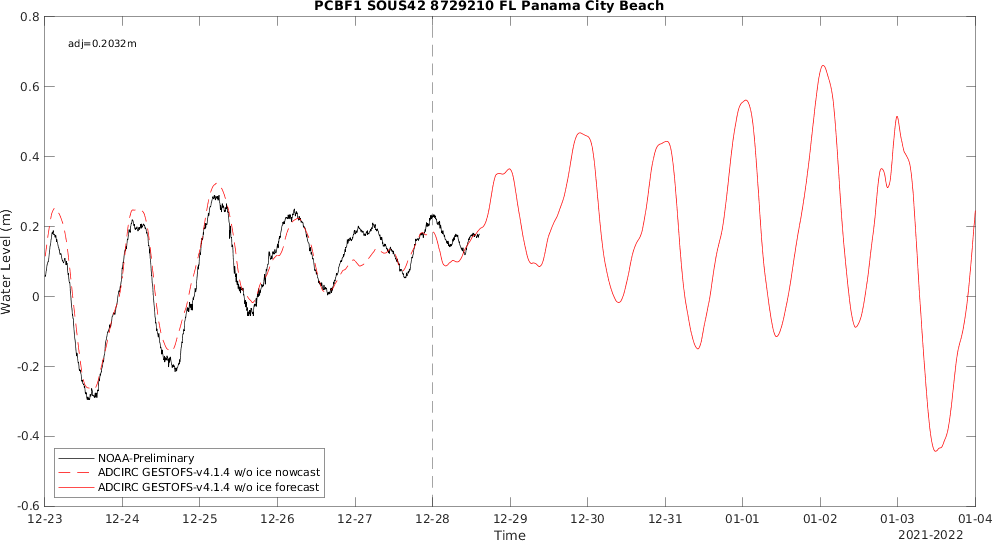 PCBF1 SOUS42 8729210 FL Panama City Beach
adj=0.2032m
0.8
0.6
0.4
0.2
0
-0.2
-0.4
-0.6
Water Level (m)
NOAA-Preliminary
ADCIRC GESTOFS-v4.1.4 w/o ice nowcast
ADCIRC GESTOFS-v4.1.4 w/o ice forecast
12-23 12-24 12-25 12-26 12-27 12-28 12-29 12-30 12-31 01-01 01-02 01-03 01-04
Time
2021-2022